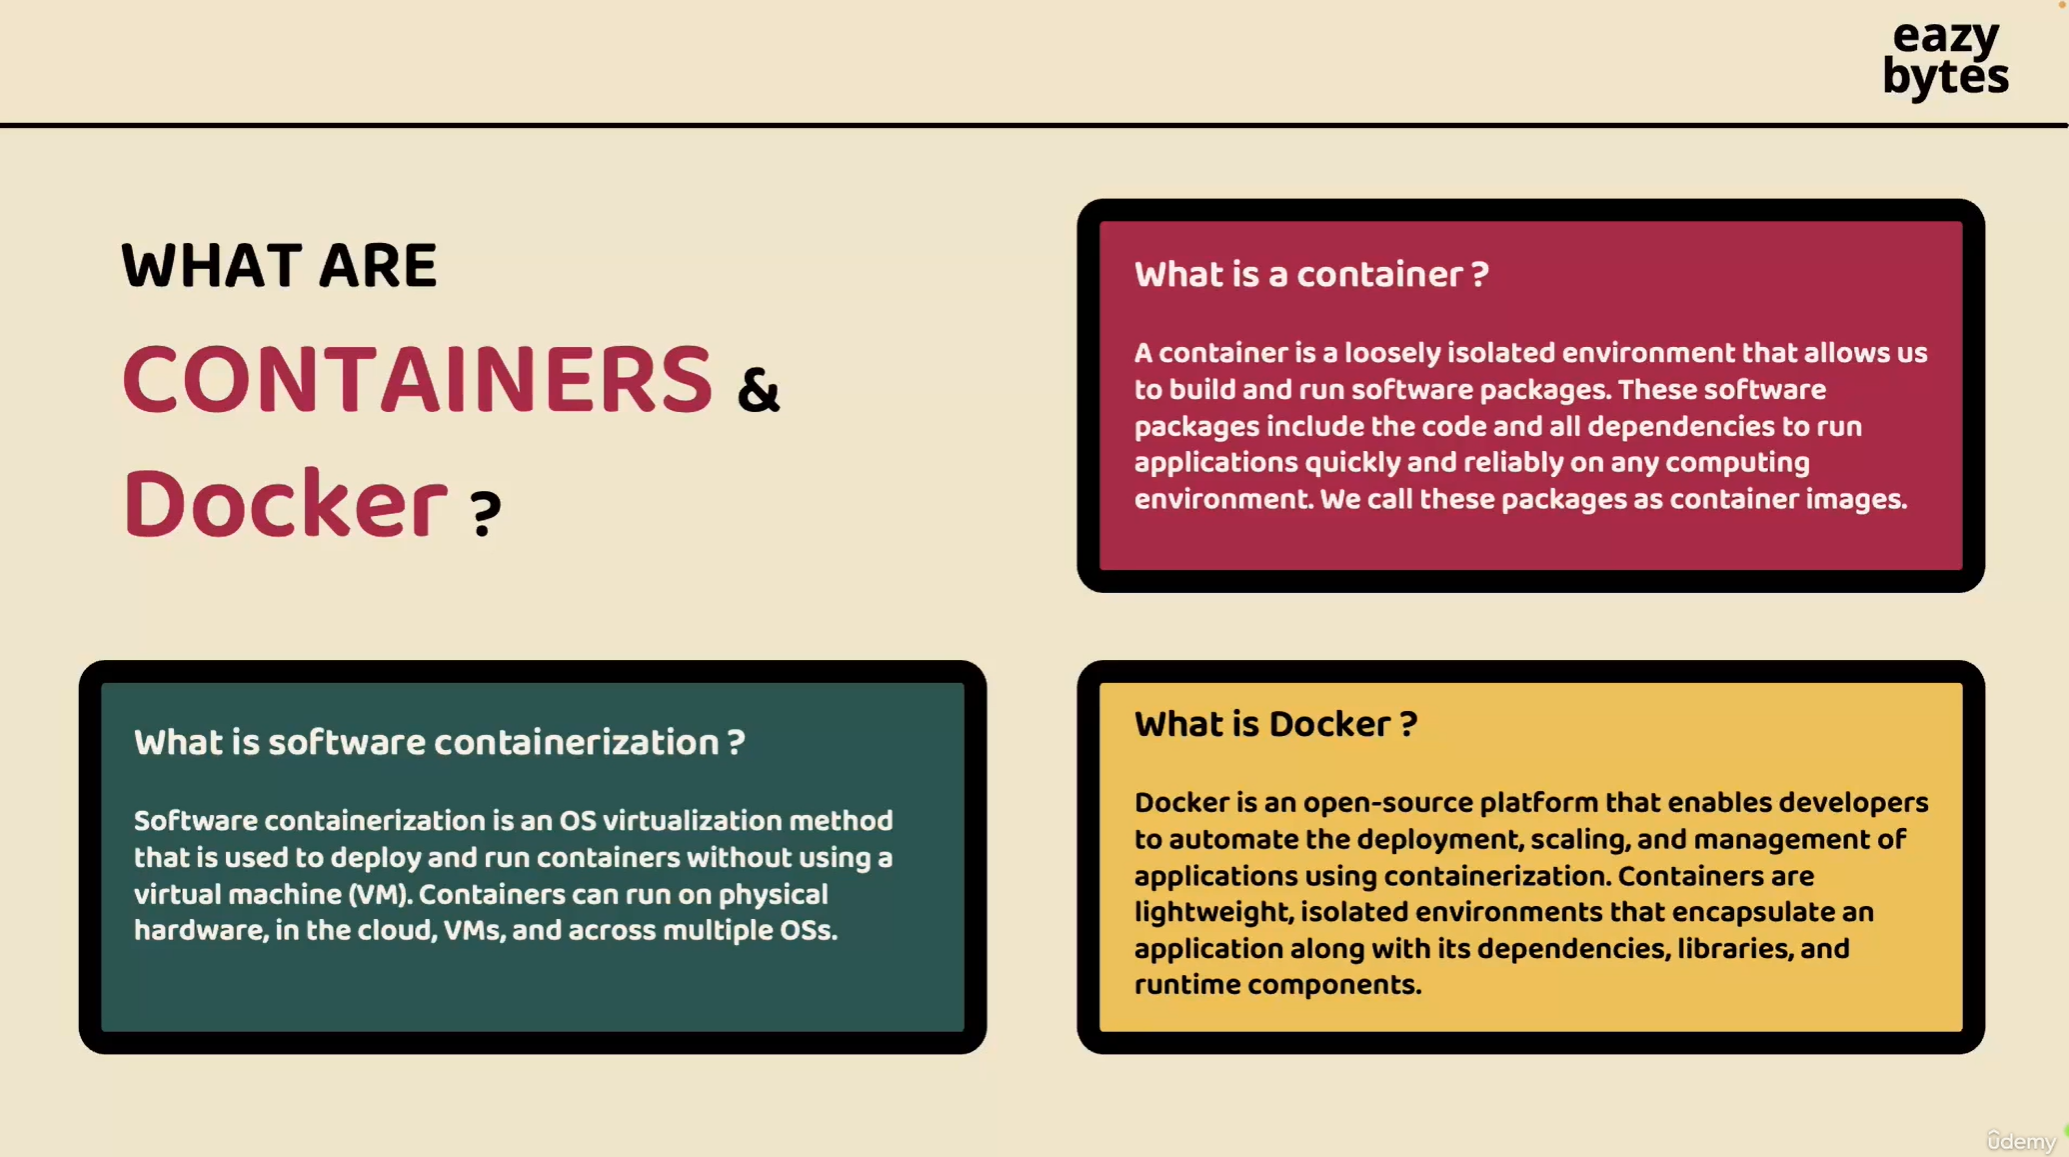 eazy
bytes
WHAT ARE
CONTAINERS &
Docker ?
What is a container ?
A container is a loosely isolated environment that allows us
to build and run software packages. These software
packages include the code and all dependencies to run
applications quickly and reliably on any computing
environment. We call these packages as container images.
What is software containerization ?
Software containerization is an OS virtualization method
that is used to deploy and run containers without using a
virtual machine (VM). Containers can run on physical
hardware, in the cloud, VMs, and across multiple OSs.
What is Docker ?
Docker is an open-source platform that enables developers
to automate the deployment, scaling, and management of
applications using containerization. Containers are
lightweight, isolated environments that encapsulate an
application along with its dependencies, libraries, and
runtime components.
ûdemy